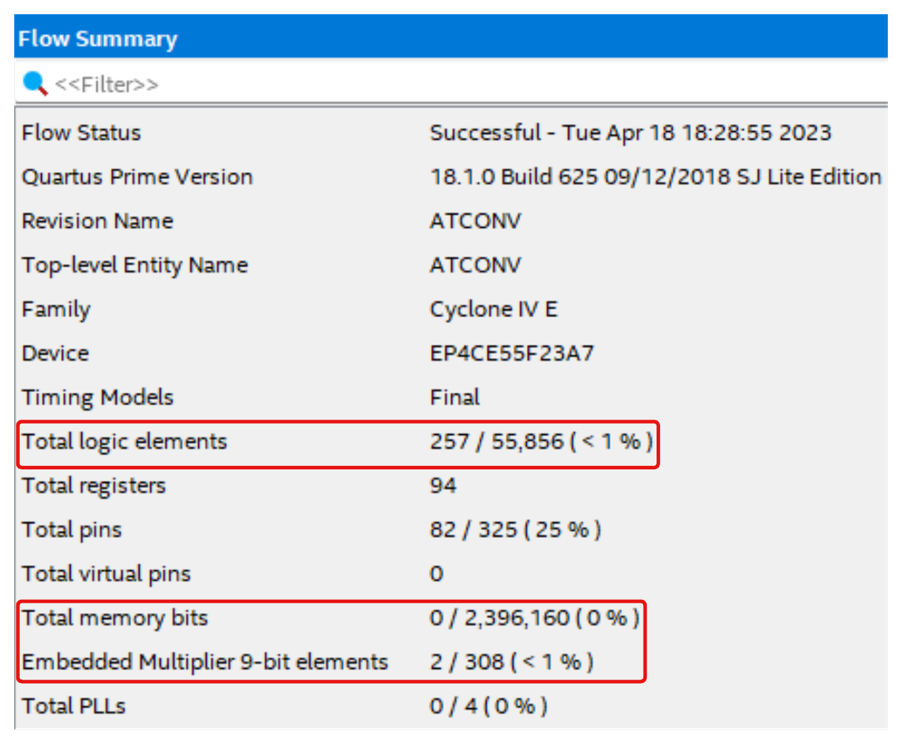 Flow Summary
<<Filter>>
Flow Status Successful - Tue Apr 18 18:28:55 2023
Quartus Prime Version 18.1.0 Build 625 09/12/2018 SJ Lite Edition
Revision Name ATCONV
Top-level Entity Name ATCONV
Family Cyclone IV E
Device EP4CE55F23A7
Timing Models Final
Total logic elements 257 / 55,856 ( < 1 % )
Total registers 94
Total pins 82 / 325 ( 25 % )
Total virtual pins 0
Total memory bits 0 / 2,396,160 ( 0 % )
Embedded Multiplier 9-bit elements 2 / 308 ( < 1 % )
Total PLLs 0 / 4 ( 0 % )